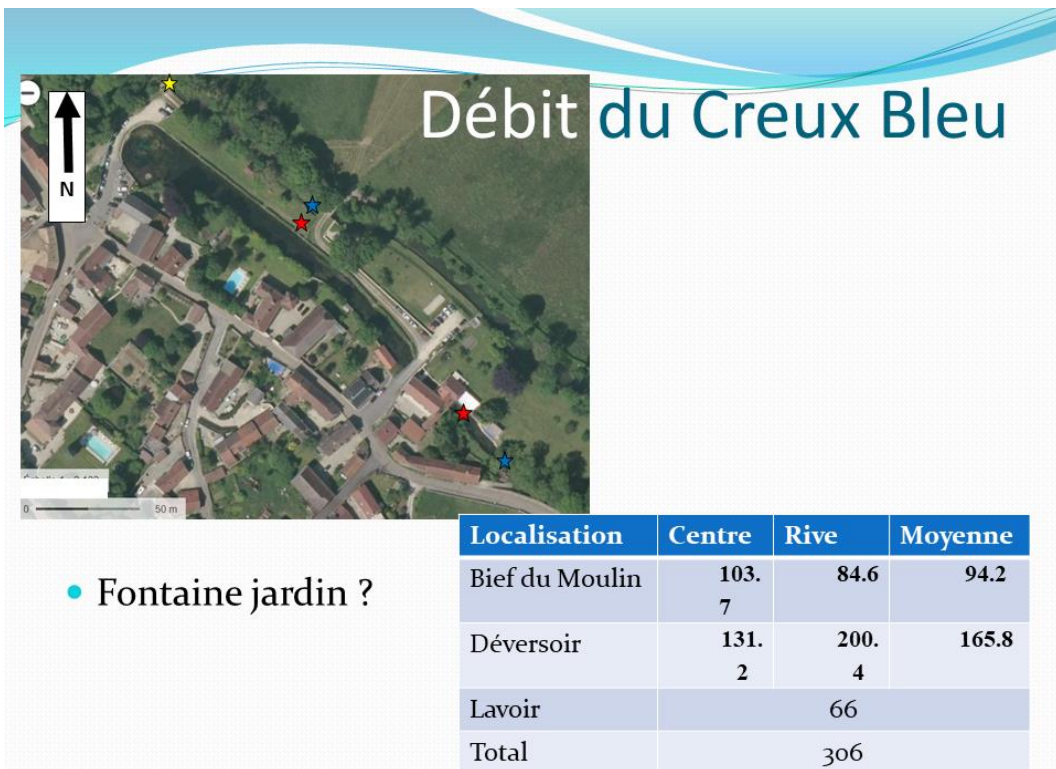 Débit du Creux Bleu
N
0 50 m
• Fontaine jardin ?
Localisation Centre Rive Moyenne
Bief du Moulin 103.7 84.6 94.2
Déversoir 131.2 200.4 165.8
Lavoir 66
Total 306